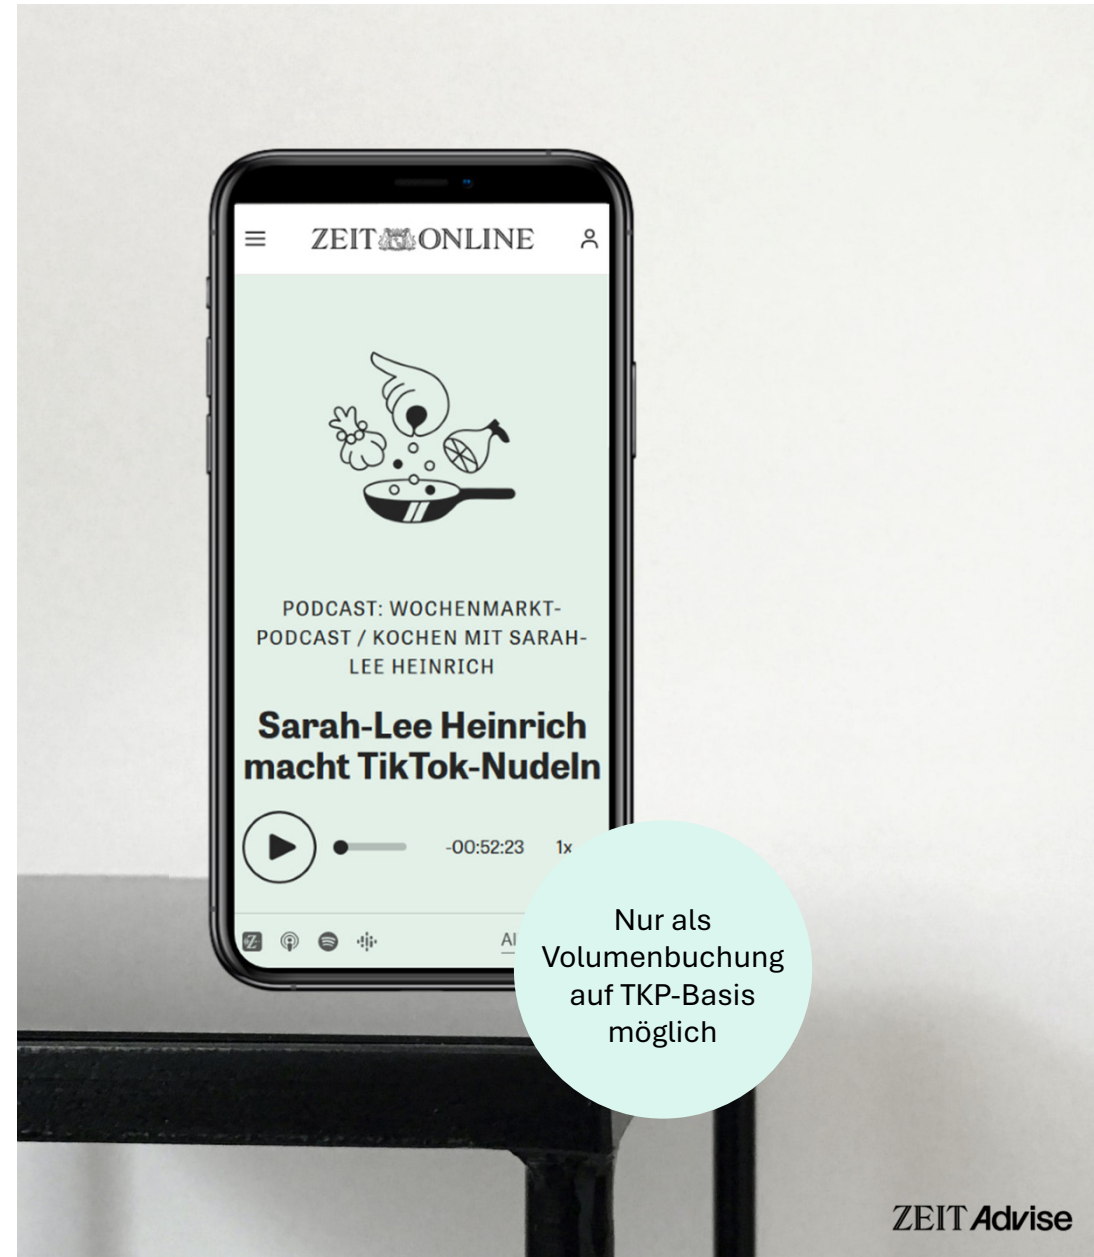 ZEIT ONLINE
PODCAST: WOCHENMARKT-
PODCAST / KOCHEN MIT SARAH-
LEE HEINRICH
Sarah-Lee Heinrich
macht TikTok-Nudeln
-00:52:23 1x
Nur als
Volumenbuchung
auf TKP-Basis
möglich
ZEIT Advise